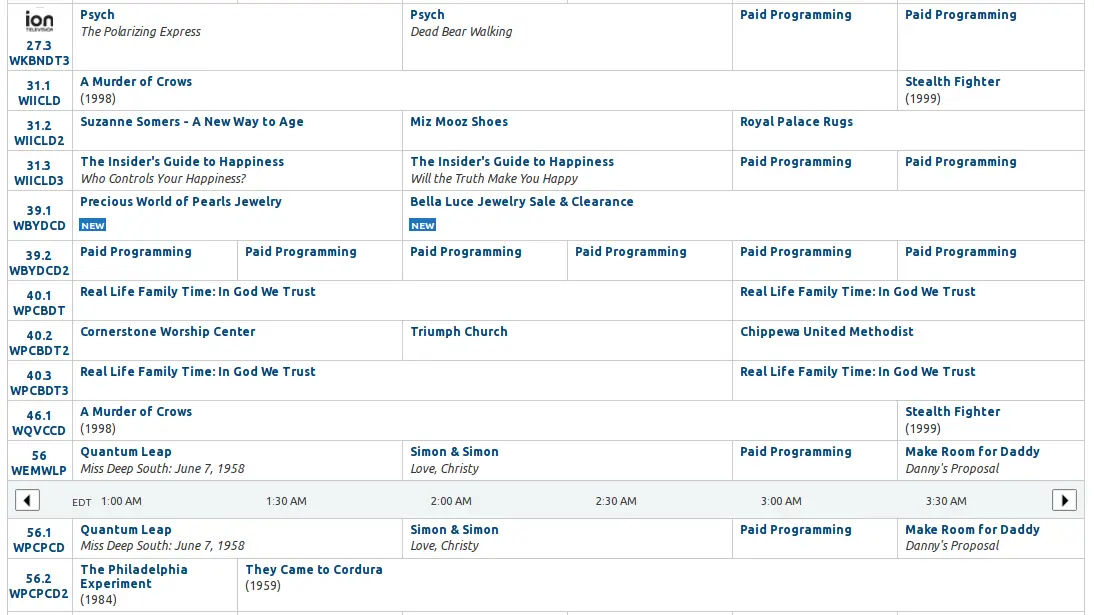 ion
TELEVISION
27.3
WKBNDT3
Psych
The Polarizing Express
Psych
Dead Bear Walking
Paid Programming
Paid Programming
31.1
WIICLD
A Murder of Crows
(1998)
Stealth Fighter
(1999)
31.2
WIICLD2
Suzanne Somers - A New Way to Age
Miz Mooz Shoes
Royal Palace Rugs
31.3
WIICLD3
The Insider's Guide to Happiness
Who Controls Your Happiness?
The Insider's Guide to Happiness
Will the Truth Make You Happy
Paid Programming
Paid Programming
39.1
WBYDCD
Precious World of Pearls Jewelry
NEW
Bella Luce Jewelry Sale & Clearance
NEW
39.2
WBYDCD2
Paid Programming
Paid Programming
Paid Programming
Paid Programming
Paid Programming
Paid Programming
40.1
WPCBDT
Real Life Family Time: In God We Trust
Real Life Family Time: In God We Trust
40.2
WPCBDT2
Cornerstone Worship Center
Triumph Church
Chippewa United Methodist
40.3
WPCBDT3
Real Life Family Time: In God We Trust
Real Life Family Time: In God We Trust
46.1
WQVCCD
A Murder of Crows
(1998)
Stealth Fighter
(1999)
56
WEMWLP
Quantum Leap
Miss Deep South: June 7, 1958
Simon & Simon
Love, Christy
Paid Programming
Make Room for Daddy
Danny's Proposal
EDT 1:00 AM
1:30 AM
2:00 AM
2:30 AM
3:00 AM
3:30 AM
56.1
WPCPCD
Quantum Leap
Miss Deep South: June 7, 1958
Simon & Simon
Love, Christy
Paid Programming
Make Room for Daddy
Danny's Proposal
56.2
WPCPCD2
The Philadelphia
Experiment
(1984)
They Came to Cordura
(1959)